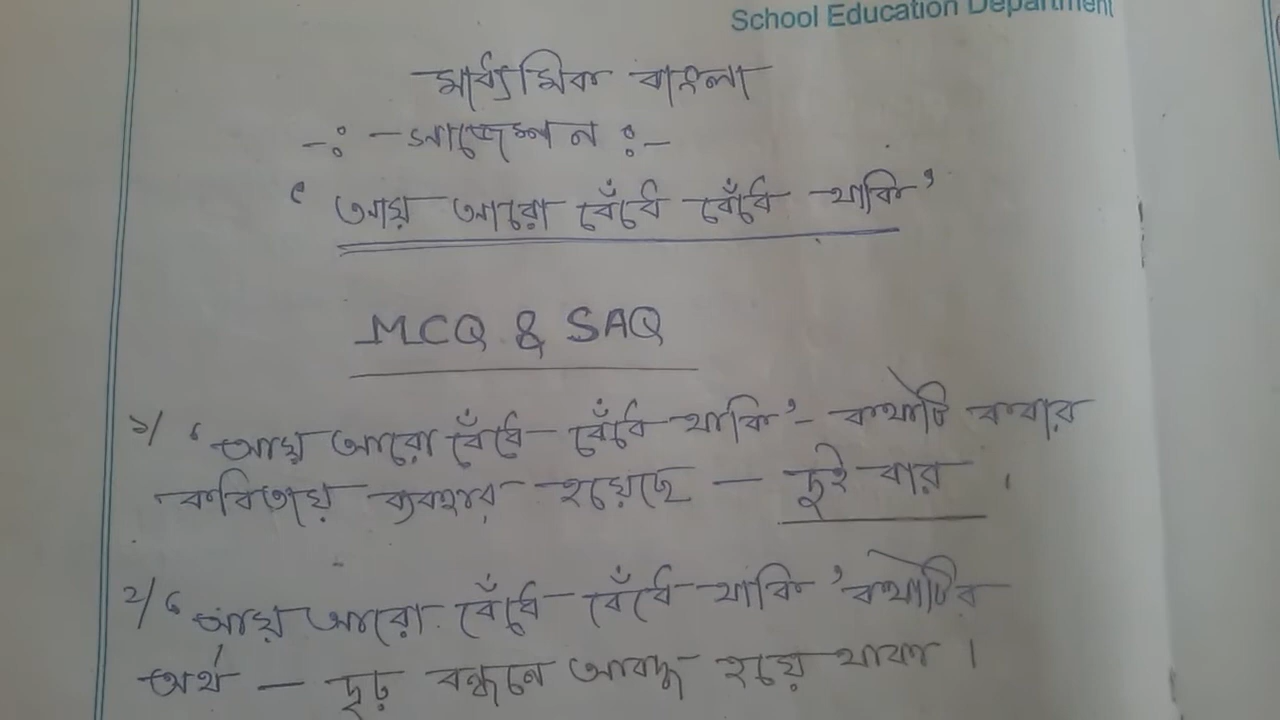 School Education Department
মাধ্যমিক বাংলা
-ঃ সাজেশন ঃ-
‘ আয় আরো বেঁধে বেঁধে থাকি’
MCQ & SAQ
১/ ‘আয় আরো বেঁধে বেঁধে থাকি’- কথাটি কবার
কবিতায় ব্যবহার হয়েছে — দুই বার ।
২/ ‘আয় আরো বেঁধে বেঁধে থাকি’ কথাটির
অর্থ — দৃঢ় বন্ধনে আবদ্ধ হয়ে থাকা ।